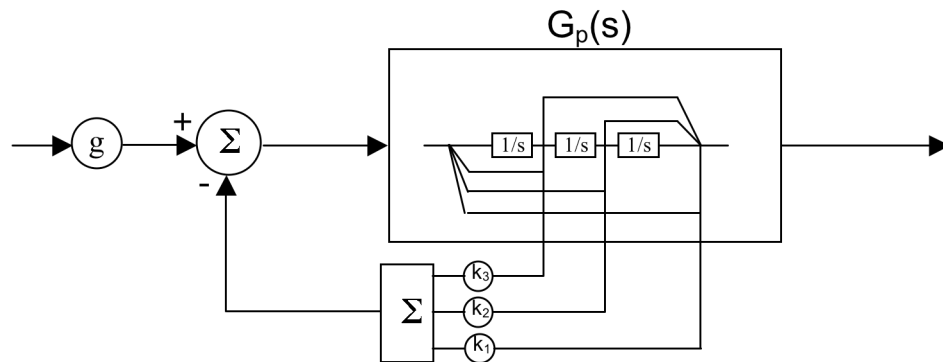 Gₚ(s)
g
+
Σ
-
1/s
1/s
1/s
Σ
k₃
k₂
k₁